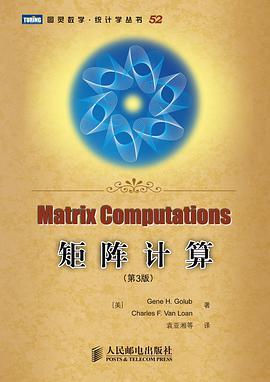 TURING 图灵数学·统计学丛书 52
Matrix Computations
矩阵计算
(第3版)
[美] Gene H. Golub 著
Charles F. Van Loan
袁亚湘等 译
人民邮电出版社
POSTS & TELECOM PRESS